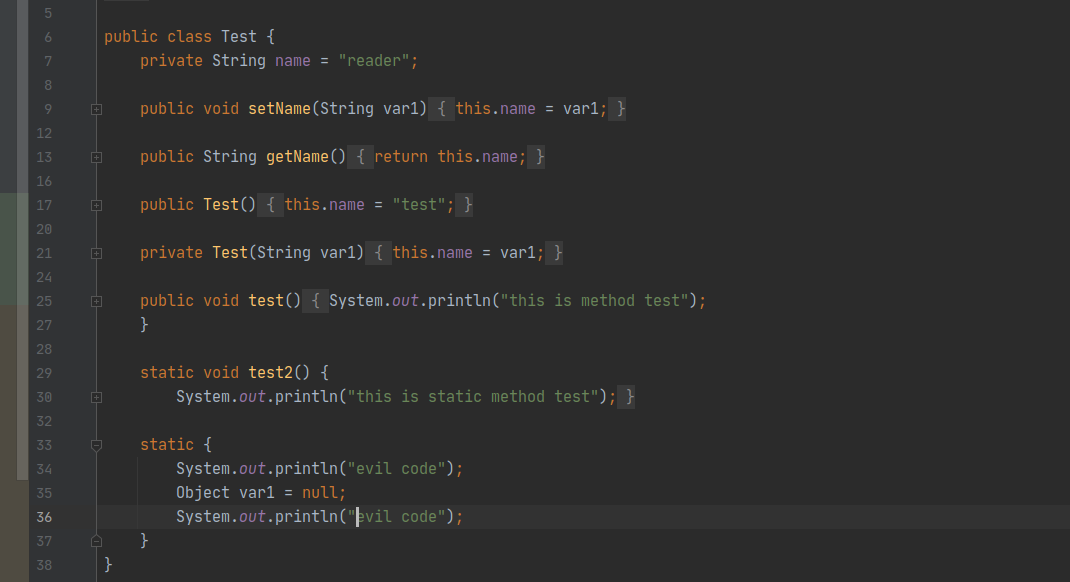 5
6 public class Test {
7 private String name = "reader";
8
9 public void setName(String var1) { this.name = var1; }
12
13 public String getName() { return this.name; }
16
17 public Test() { this.name = "test"; }
20
21 private Test(String var1) { this.name = var1; }
24
25 public void test() { System.out.println("this is method test");
27 }
28
29 static void test2() {
30 System.out.println("this is static method test"); }
32
33 static {
34 System.out.println("evil code");
35 Object var1 = null;
36 System.out.println("evil code");
37 }
38 }